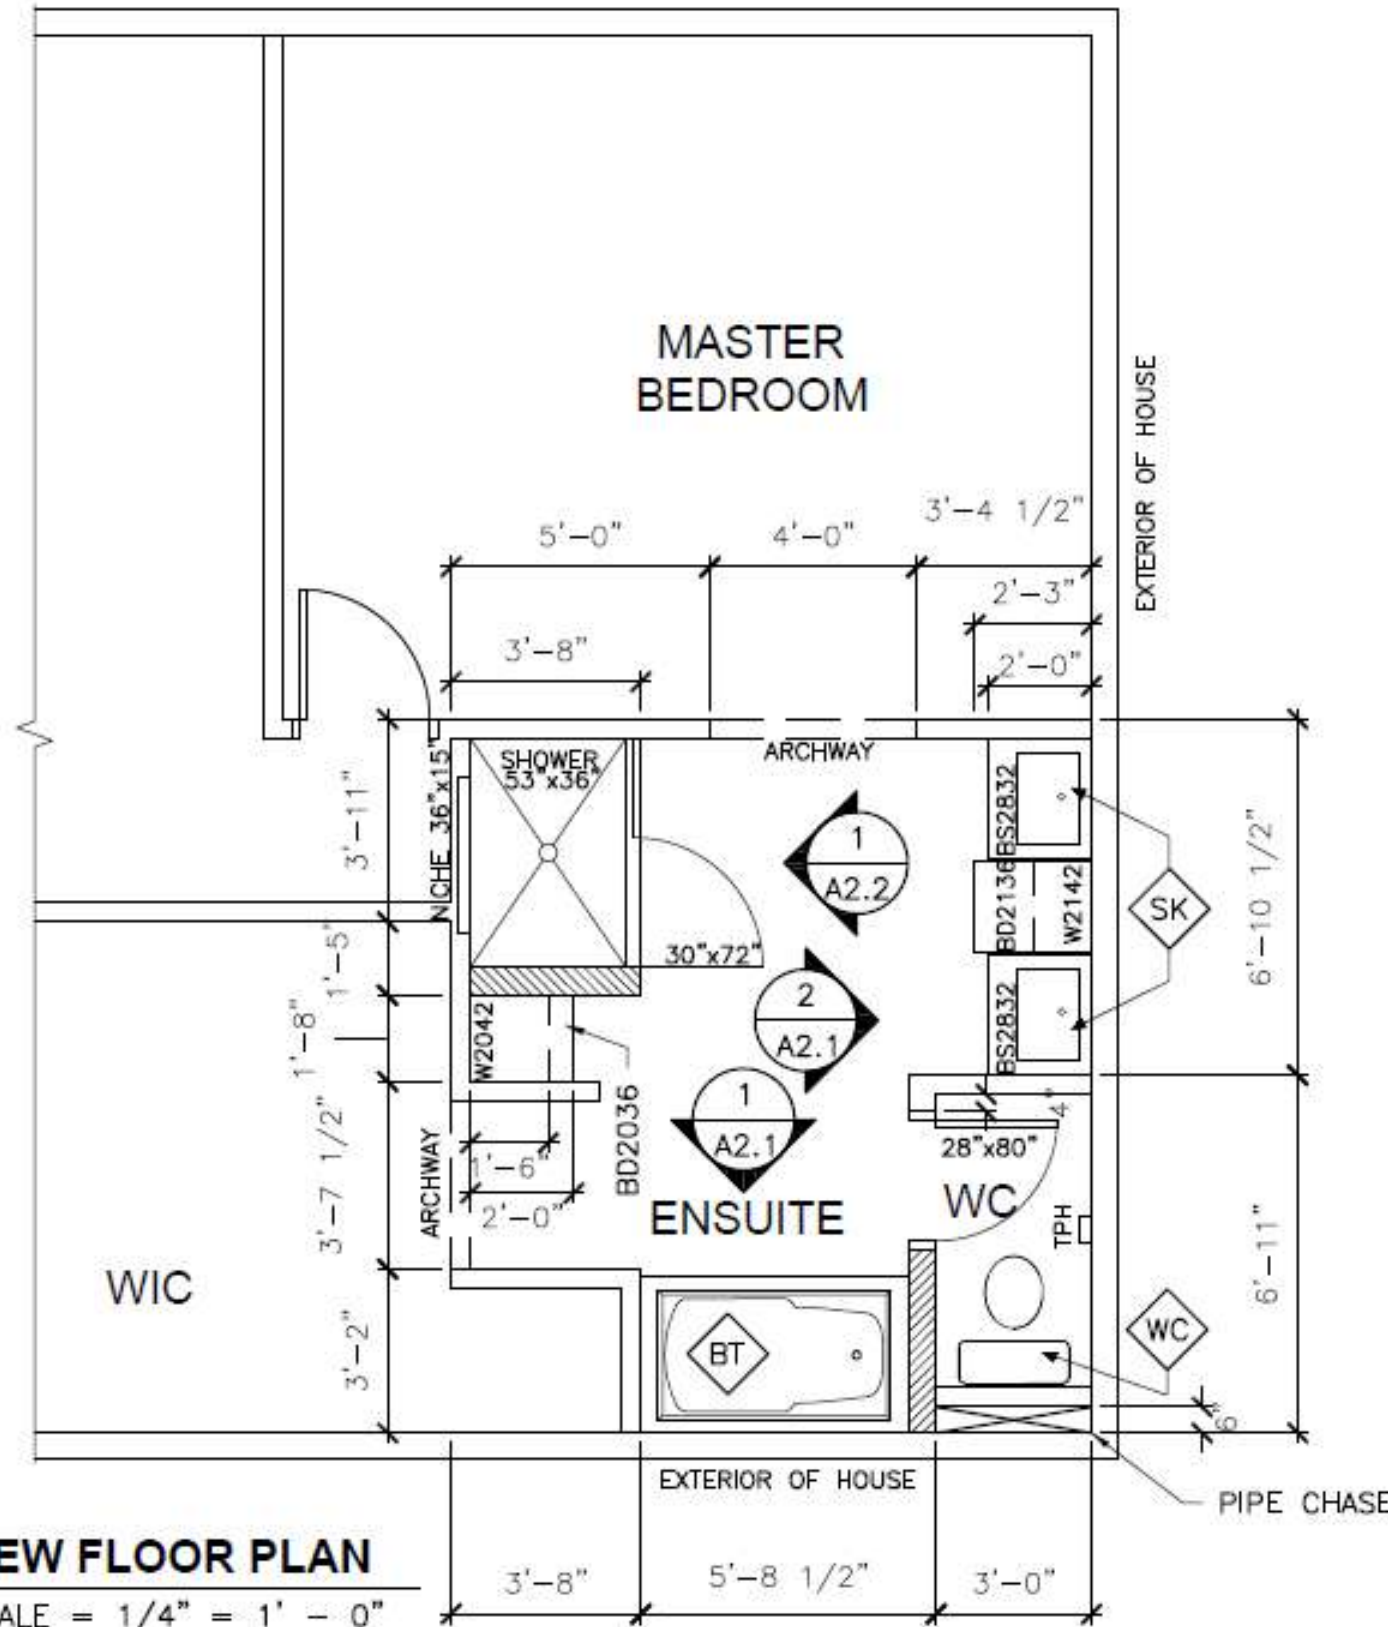 MASTER
BEDROOM
EXTERIOR OF HOUSE
3'-4 1/2"
5'-0"
4'-0"
2'-3"
3'-8"
2'-0"
ARCHWAY
SHOWER
53"x36"
NICHE 36"x15"
3'-11"
BS2832
1
A2.2
BD2136
W2142
SK
6'-10 1/2"
30"x72"
1'-5"
2
A2.1
BS2832
1'-8"
W2042
BD2036
1
A2.1
4"
28"x80"
3'-7 1/2"
ARCHWAY
1'-6"
2'-0"
ENSUITE
WC
TPH
6'-11"
WIC
3'-2"
BT
WC
6"
EXTERIOR OF HOUSE
PIPE CHASE
EW FLOOR PLAN
ALE = 1/4" = 1' - 0"
3'-8"
5'-8 1/2"
3'-0"